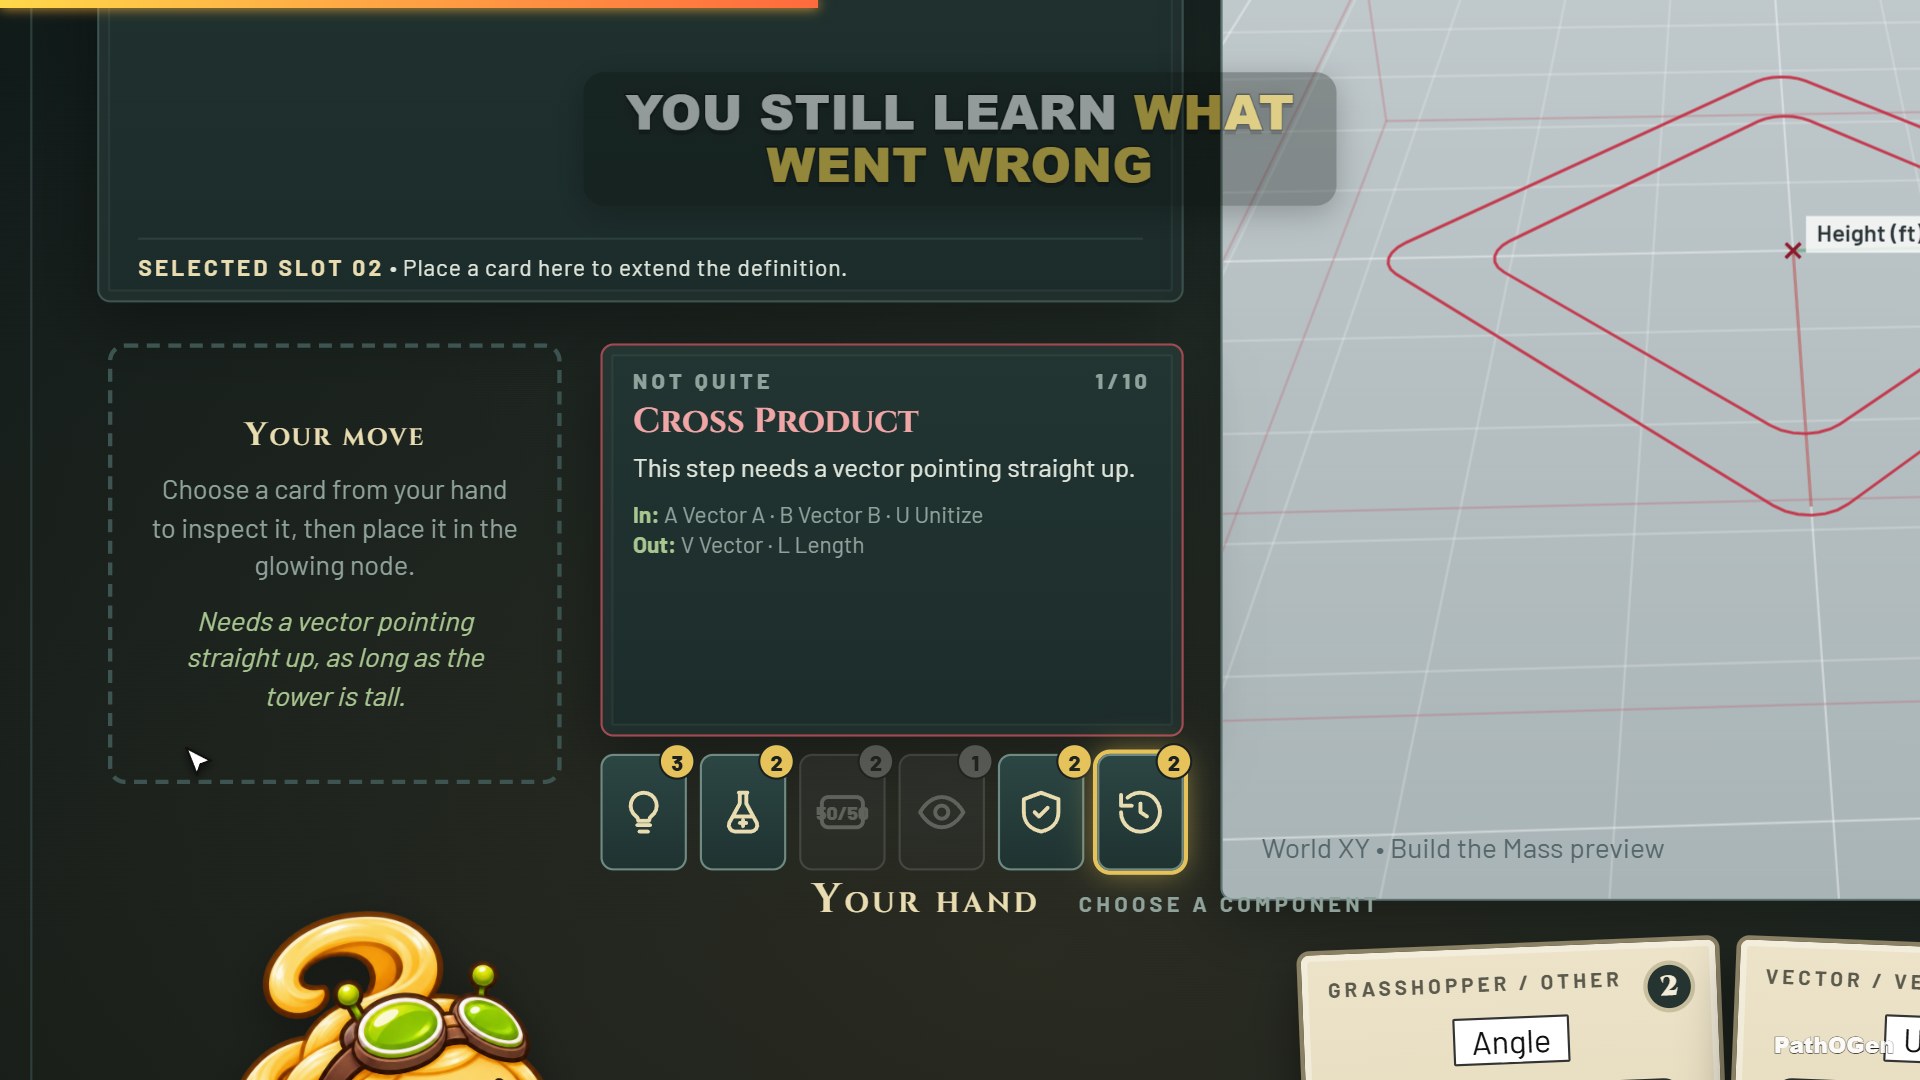 YOU STILL LEARN WHAT
WENT WRONG
SELECTED SLOT 02 • Place a card here to extend the definition.
Height (ft)
YOUR MOVE
Choose a card from your hand
to inspect it, then place it in the
glowing node.
Needs a vector pointing
straight up, as long as the
tower is tall.
NOT QUITE 1/10
CROSS PRODUCT
This step needs a vector pointing straight up.
In: A Vector A · B Vector B · U Unitize
Out: V Vector · L Length
3 2 2 1 2 2
50/50
World XY • Build the Mass preview
YOUR HAND CHOOSE A COMPONENT
GRASSHOPPER / OTHER 2
VECTOR / VE
Angle
U
PathOGen